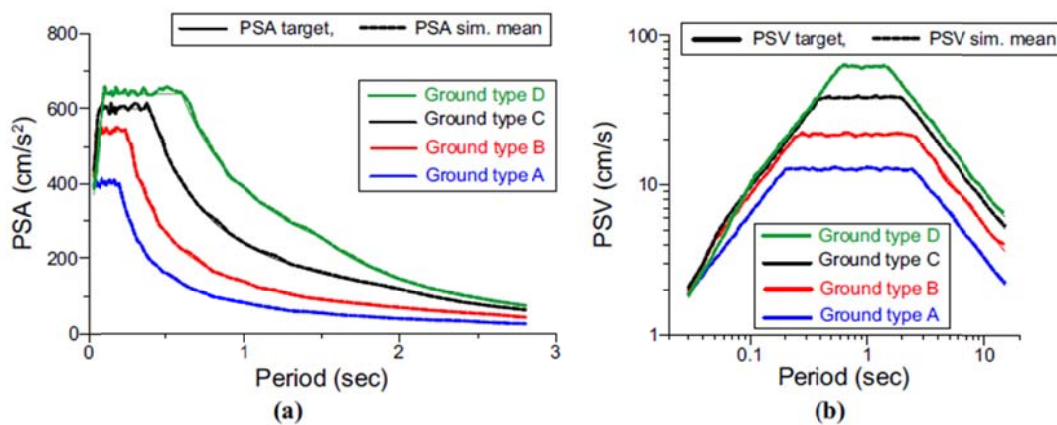 PSA target, PSA sim. mean
PSA (cm/s²)
800
600
400
200
0
Ground type D
Ground type C
Ground type B
Ground type A
0 1 2 3
Period (sec)
(a)
PSV target, PSV sim. mean
PSV (cm/s)
100
10
1
Ground type D
Ground type C
Ground type B
Ground type A
0.1 1 10
Period (sec)
(b)